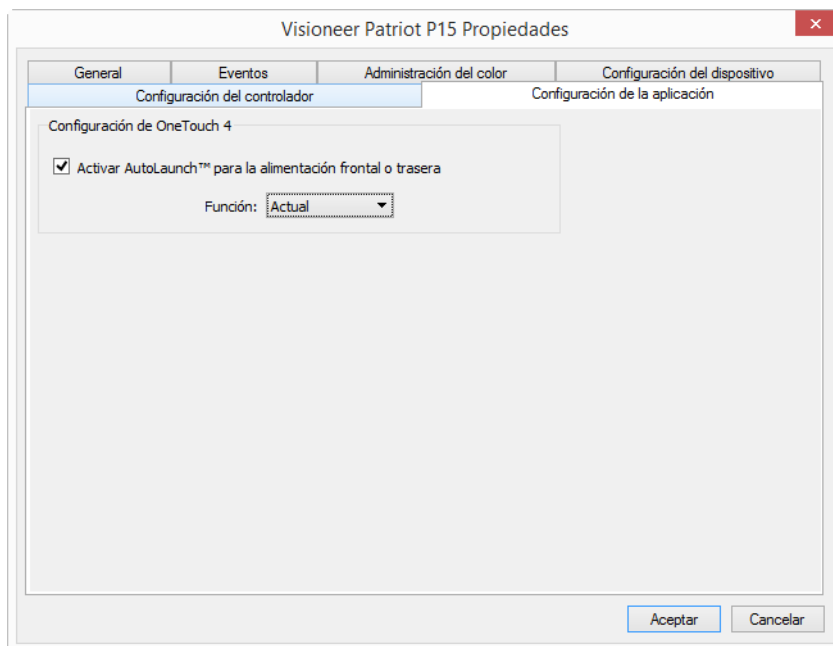 Visioneer Patriot P15 Propiedades
General
Eventos
Administración del color
Configuración del dispositivo
Configuración del controlador
Configuración de la aplicación
Configuración de OneTouch 4
Activar AutoLaunch™ para la alimentación frontal o trasera
Función: Actual
Aceptar
Cancelar